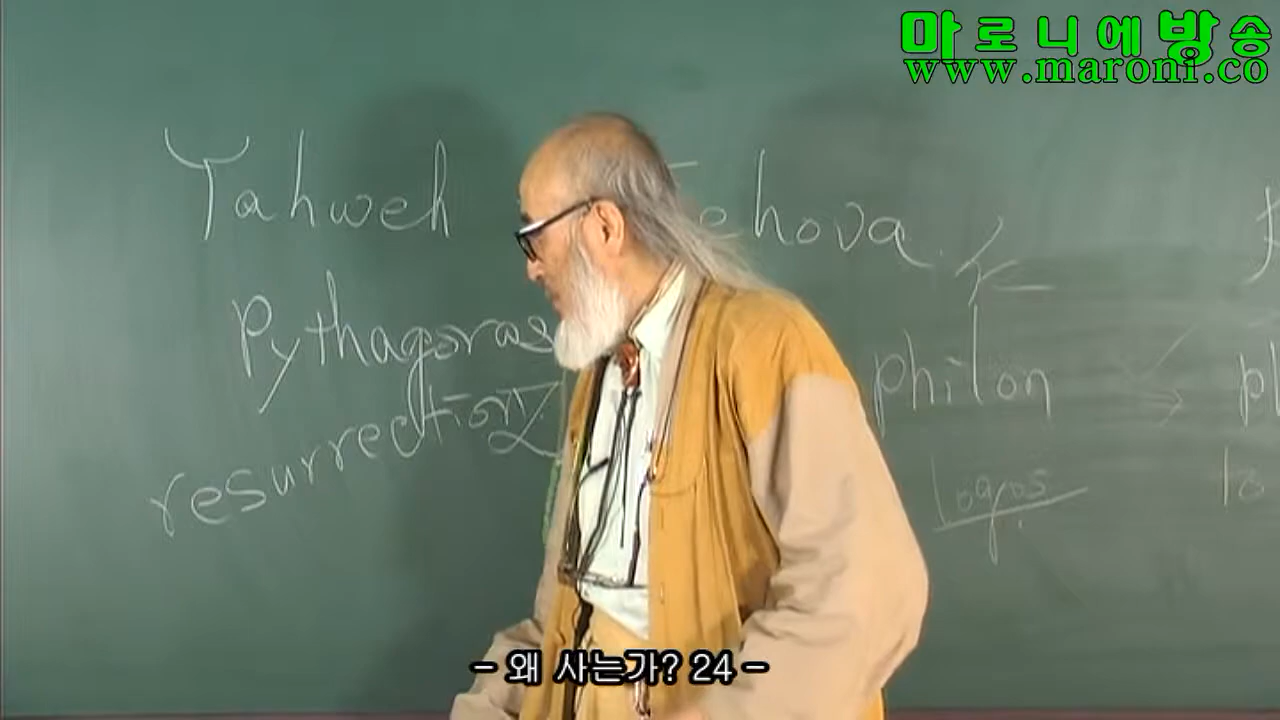 마로니에방송
www.maroni.co
Yahweh Jehova
Pythagoras philon
resurrection logos
- 왜 사는가? 24 -